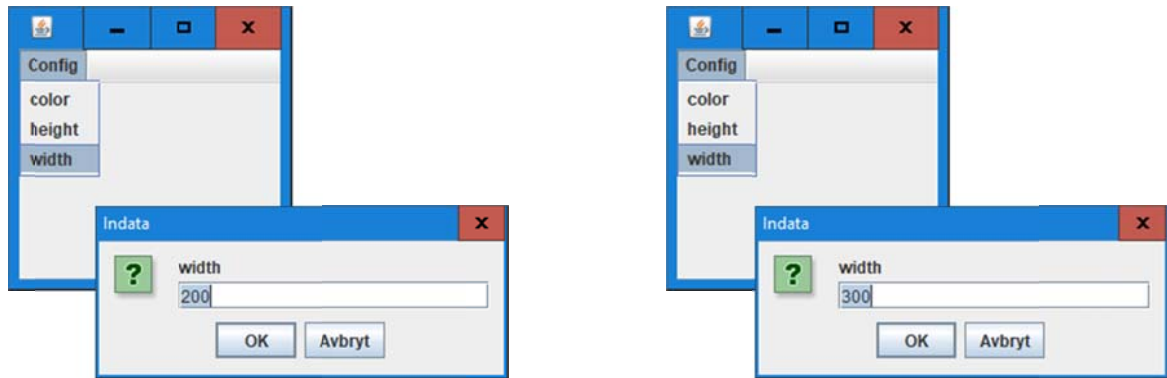 Config
color
height
width
Indata
width
200
OK Avbryt
Config
color
height
width
Indata
width
300
OK Avbryt